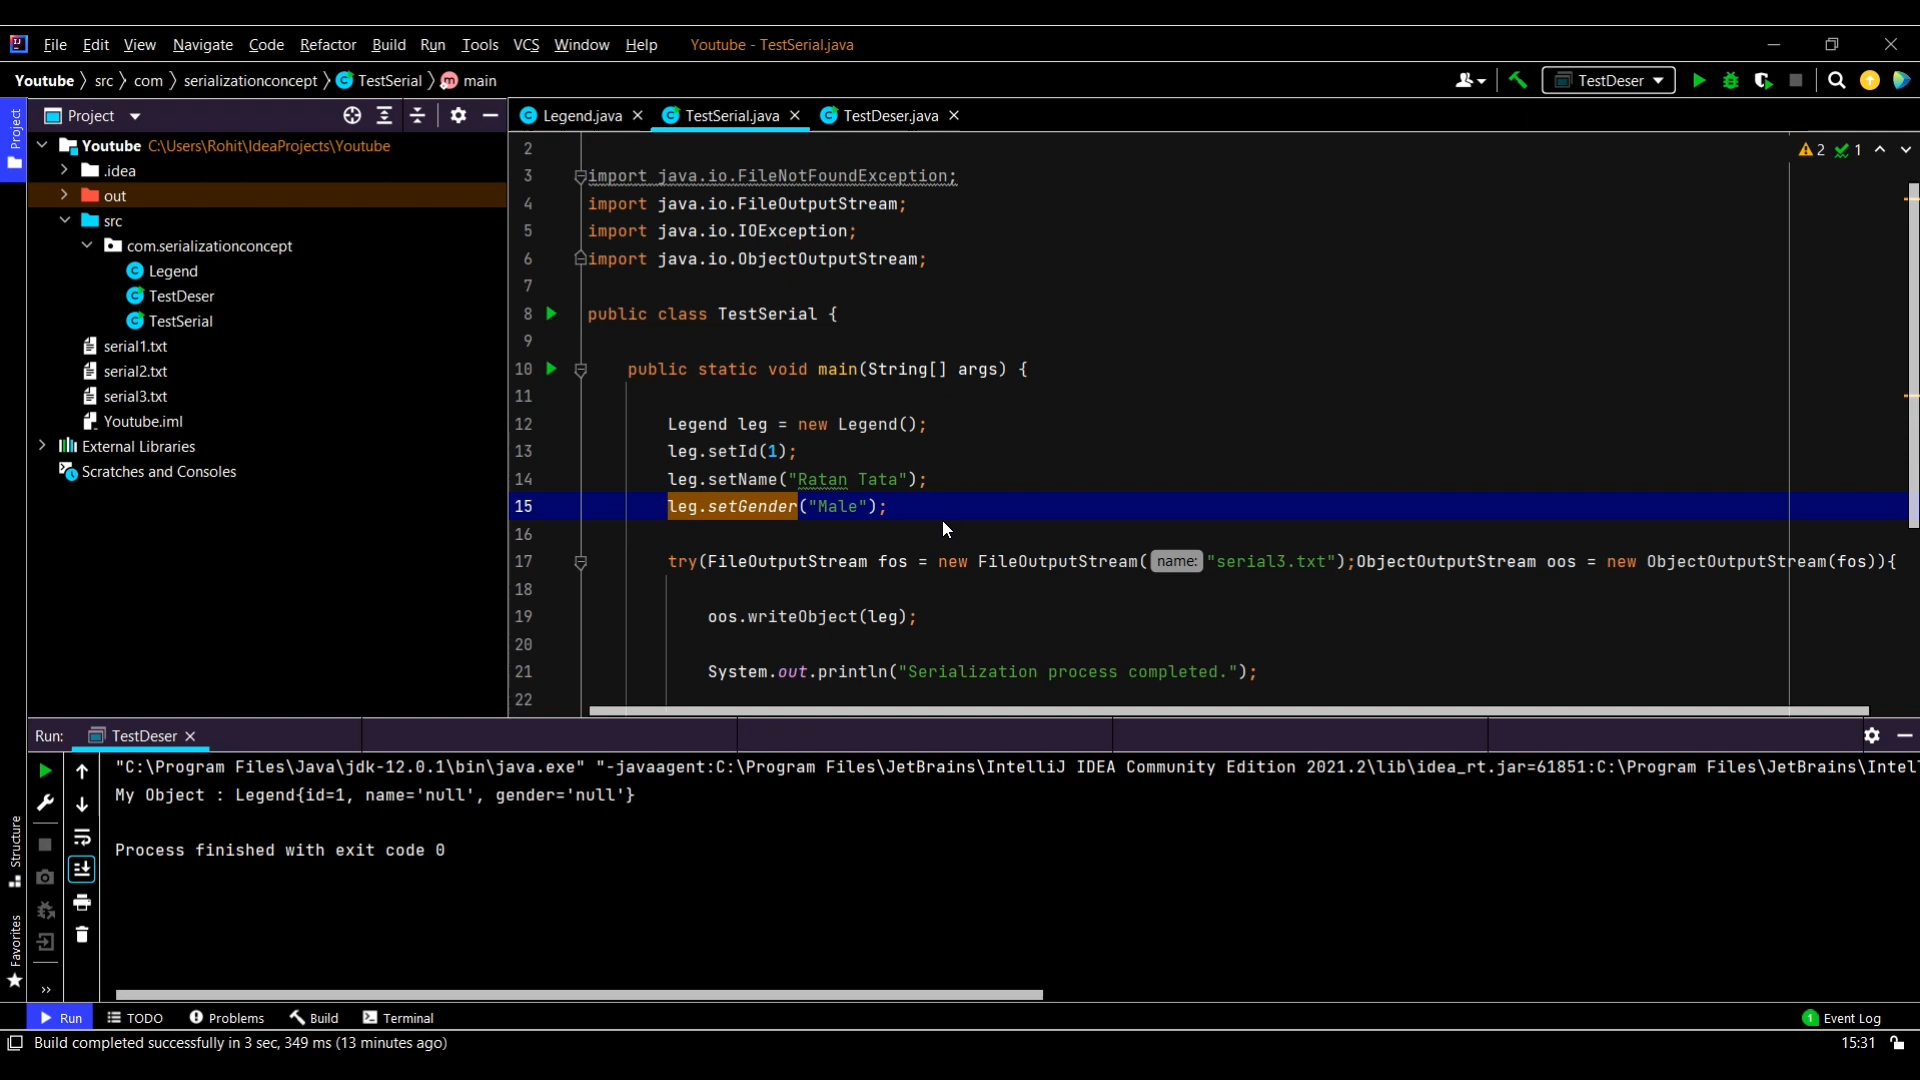 File Edit View Navigate Code Refactor Build Run Tools VCS Window Help Youtube - TestSerial.java
Youtube src com serializationconcept TestSerial main TestDeser
Project
Project
Legend.java TestSerial.java TestDeser.java
Youtube C:\Users\Rohit\IdeaProjects\Youtube
.idea
out
src
com.serializationconcept
Legend
TestDeser
TestSerial
serial1.txt
serial2.txt
serial3.txt
Youtube.iml
External Libraries
Scratches and Consoles
2 1
2
3 import java.io.FileNotFoundException;
4 import java.io.FileOutputStream;
5 import java.io.IOException;
6 import java.io.ObjectOutputStream;
7
8 public class TestSerial {
9
10 public static void main(String[] args) {
11
12 Legend leg = new Legend();
13 leg.setId(1);
14 leg.setName("Ratan Tata");
15 leg.setGender("Male");
16
17 try(FileOutputStream fos = new FileOutputStream( name: "serial3.txt");ObjectOutputStream oos = new ObjectOutputStream(fos)){
18
19 oos.writeObject(leg);
20
21 System.out.println("Serialization process completed.");
22
Run: TestDeser
"C:\Program Files\Java\jdk-12.0.1\bin\java.exe" "-javaagent:C:\Program Files\JetBrains\IntelliJ IDEA Community Edition 2021.2\lib\idea_rt.jar=61851:C:\Program Files\JetBrains\Intel
My Object : Legend{id=1, name='null', gender='null'}
Process finished with exit code 0
Structure
Favorites
Run TODO Problems Build Terminal 1 Event Log
Build completed successfully in 3 sec, 349 ms (13 minutes ago) 15:31